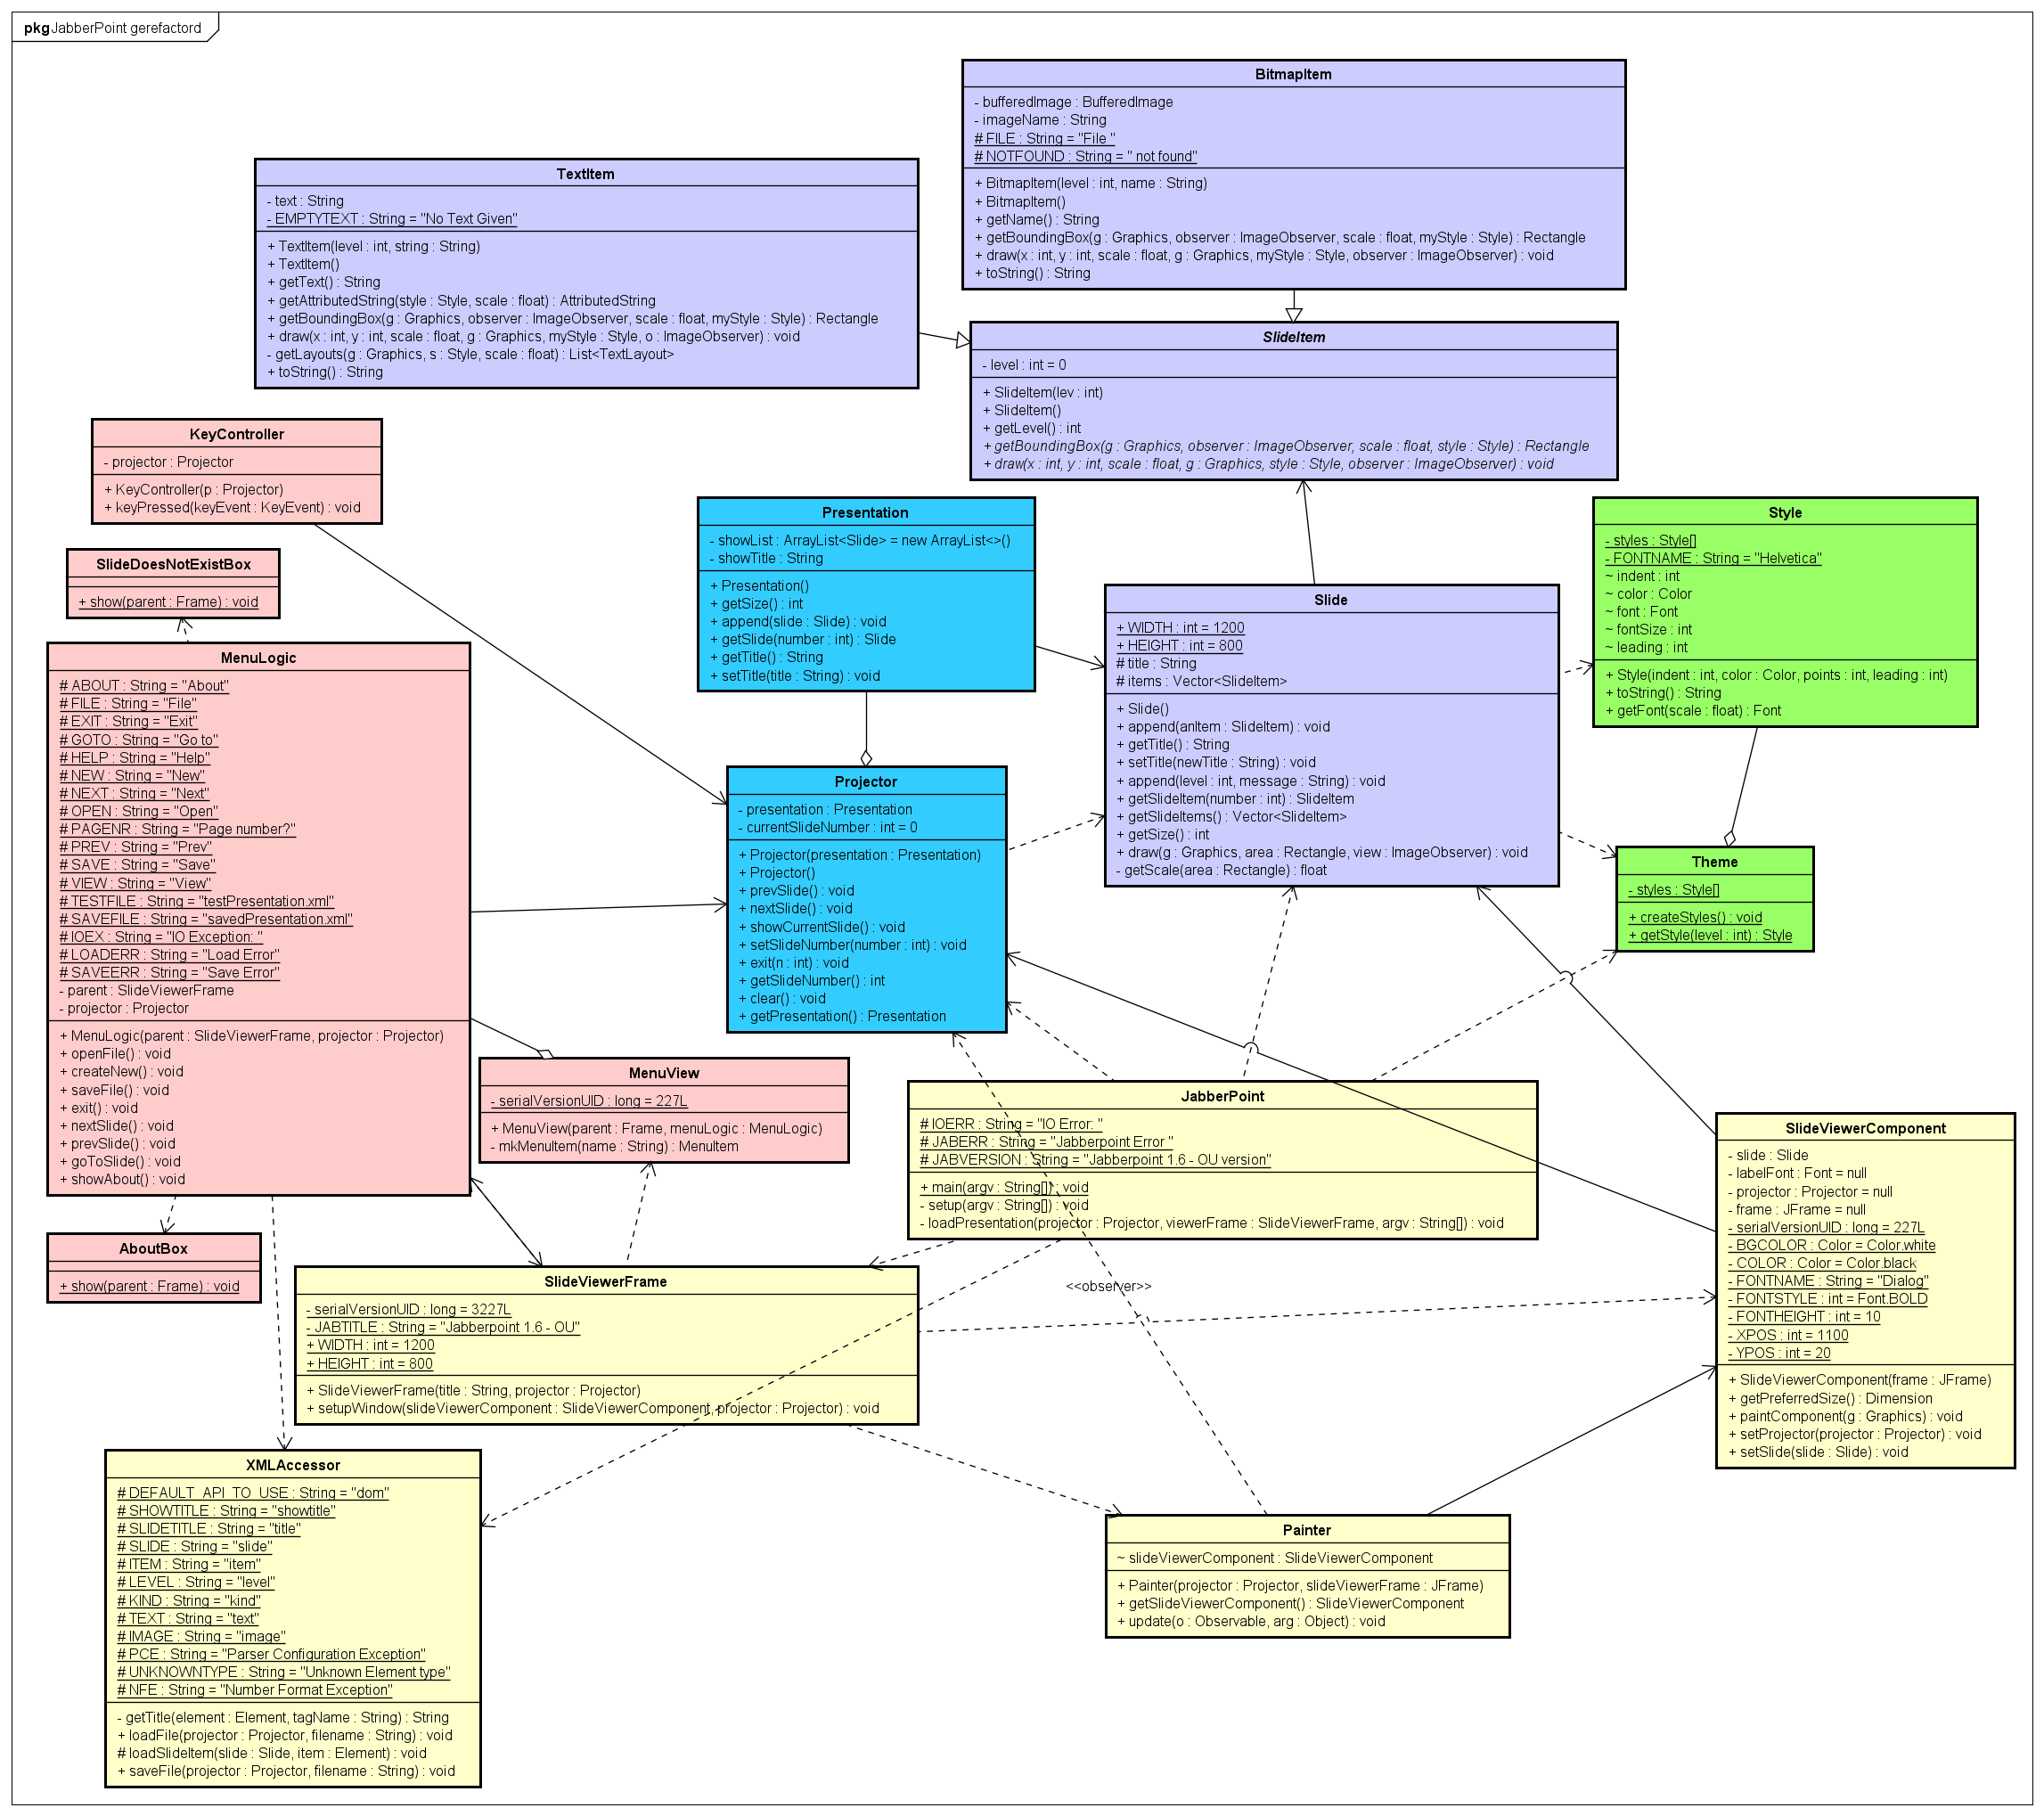 pkg JabberPoint gerefactord
BitmapItem
- bufferedImage : BufferedImage
- imageName : String
# FILE : String = "File "
# NOTFOUND : String = " not found"
+ BitmapItem(level : int, name : String)
+ BitmapItem()
+ getName() : String
+ getBoundingBox(g : Graphics, observer : ImageObserver, scale : float, myStyle : Style) : Rectangle
+ draw(x : int, y : int, scale : float, g : Graphics, myStyle : Style, observer : ImageObserver) : void
+ toString() : String
TextItem
- text : String
- EMPTYTEXT : String = "No Text Given"
+ TextItem(level : int, string : String)
+ TextItem()
+ getText() : String
+ getAttributedString(style : Style, scale : float) : AttributedString
+ getBoundingBox(g : Graphics, observer : ImageObserver, scale : float, myStyle : Style) : Rectangle
+ draw(x : int, y : int, scale : float, g : Graphics, myStyle : Style, o : ImageObserver) : void
- getLayouts(g : Graphics, s : Style, scale : float) : List<TextLayout>
+ toString() : String
SlideItem
- level : int = 0
+ SlideItem(lev : int)
+ SlideItem()
+ getLevel() : int
+ getBoundingBox(g : Graphics, observer : ImageObserver, scale : float, style : Style) : Rectangle
+ draw(x : int, y : int, scale : float, g : Graphics, style : Style, observer : ImageObserver) : void
KeyController
- projector : Projector
+ KeyController(p : Projector)
+ keyPressed(keyEvent : KeyEvent) : void
Presentation
- showList : ArrayList<Slide> = new ArrayList<>()
- showTitle : String
+ Presentation()
+ getSize() : int
+ append(slide : Slide) : void
+ getSlide(number : int) : Slide
+ getTitle() : String
+ setTitle(title : String) : void
Style
- styles : Style[]
- FONTNAME : String = "Helvetica"
~ indent : int
~ color : Color
~ font : Font
~ fontSize : int
~ leading : int
+ Style(indent : int, color : Color, points : int, leading : int)
+ toString() : String
+ getFont(scale : float) : Font
SlideDoesNotExistBox
+ show(parent : Frame) : void
Slide
+ WIDTH : int = 1200
+ HEIGHT : int = 800
# title : String
# items : Vector<SlideItem>
+ Slide()
+ append(anItem : SlideItem) : void
+ getTitle() : String
+ setTitle(newTitle : String) : void
+ append(level : int, message : String) : void
+ getSlideItem(number : int) : SlideItem
+ getSlideItems() : Vector<SlideItem>
+ getSize() : int
+ draw(g : Graphics, area : Rectangle, view : ImageObserver) : void
- getScale(area : Rectangle) : float
MenuLogic
# ABOUT : String = "About"
# FILE : String = "File"
# EXIT : String = "Exit"
# GOTO : String = "Go to"
# HELP : String = "Help"
# NEW : String = "New"
# NEXT : String = "Next"
# OPEN : String = "Open"
# PAGENR : String = "Page number?"
# PREV : String = "Prev"
# SAVE : String = "Save"
# VIEW : String = "View"
# TESTFILE : String = "testPresentation.xml"
# SAVEFILE : String = "savedPresentation.xml"
# IOEX : String = "IO Exception: "
# LOADERR : String = "Load Error"
# SAVEERR : String = "Save Error"
- parent : SlideViewerFrame
- projector : Projector
+ MenuLogic(parent : SlideViewerFrame, projector : Projector)
+ openFile() : void
+ createNew() : void
+ saveFile() : void
+ exit() : void
+ nextSlide() : void
+ prevSlide() : void
+ goToSlide() : void
+ showAbout() : void
Projector
- presentation : Presentation
- currentSlideNumber : int = 0
+ Projector(presentation : Presentation)
+ Projector()
+ prevSlide() : void
+ nextSlide() : void
+ showCurrentSlide() : void
+ setSlideNumber(number : int) : void
+ exit(n : int) : void
+ getSlideNumber() : int
+ clear() : void
+ getPresentation() : Presentation
Theme
- styles : Style[]
+ createStyles() : void
+ getStyle(level : int) : Style
MenuView
- serialVersionUID : long = 227L
+ MenuView(parent : Frame, menuLogic : MenuLogic)
- mkMenuItem(name : String) : MenuItem
JabberPoint
# IOERR : String = "IO Error: "
# JABERR : String = "Jabberpoint Error "
# JABVERSION : String = "Jabberpoint 1.6 - OU version"
+ main(argv : String[]) : void
- setup(argv : String[]) : void
- loadPresentation(projector : Projector, viewerFrame : SlideViewerFrame, argv : String[]) : void
SlideViewerComponent
- slide : Slide
- labelFont : Font = null
- projector : Projector = null
- frame : JFrame = null
- serialVersionUID : long = 227L
- BGCOLOR : Color = Color.white
- COLOR : Color = Color.black
- FONTNAME : String = "Dialog"
- FONTSTYLE : int = Font.BOLD
- FONTHEIGHT : int = 10
- XPOS : int = 1100
- YPOS : int = 20
+ SlideViewerComponent(frame : JFrame)
+ getPreferredSize() : Dimension
+ paintComponent(g : Graphics) : void
+ setProjector(projector : Projector) : void
+ setSlide(slide : Slide) : void
AboutBox
+ show(parent : Frame) : void
SlideViewerFrame
- serialVersionUID : long = 3227L
- JABTITLE : String = "Jabberpoint 1.6 - OU"
+ WIDTH : int = 1200
+ HEIGHT : int = 800
+ SlideViewerFrame(title : String, projector : Projector)
+ setupWindow(slideViewerComponent : SlideViewerComponent, projector : Projector) : void
<<observer>>
XMLAccessor
# DEFAULT_API_TO_USE : String = "dom"
# SHOWTITLE : String = "showtitle"
# SLIDETITLE : String = "title"
# SLIDE : String = "slide"
# ITEM : String = "item"
# LEVEL : String = "level"
# KIND : String = "kind"
# TEXT : String = "text"
# IMAGE : String = "image"
# PCE : String = "Parser Configuration Exception"
# UNKNOWNTYPE : String = "Unknown Element type"
# NFE : String = "Number Format Exception"
- getTitle(element : Element, tagName : String) : String
+ loadFile(projector : Projector, filename : String) : void
# loadSlideItem(slide : Slide, item : Element) : void
+ saveFile(projector : Projector, filename : String) : void
Painter
~ slideViewerComponent : SlideViewerComponent
+ Painter(projector : Projector, slideViewerFrame : JFrame)
+ getSlideViewerComponent() : SlideViewerComponent
+ update(o : Observable, arg : Object) : void